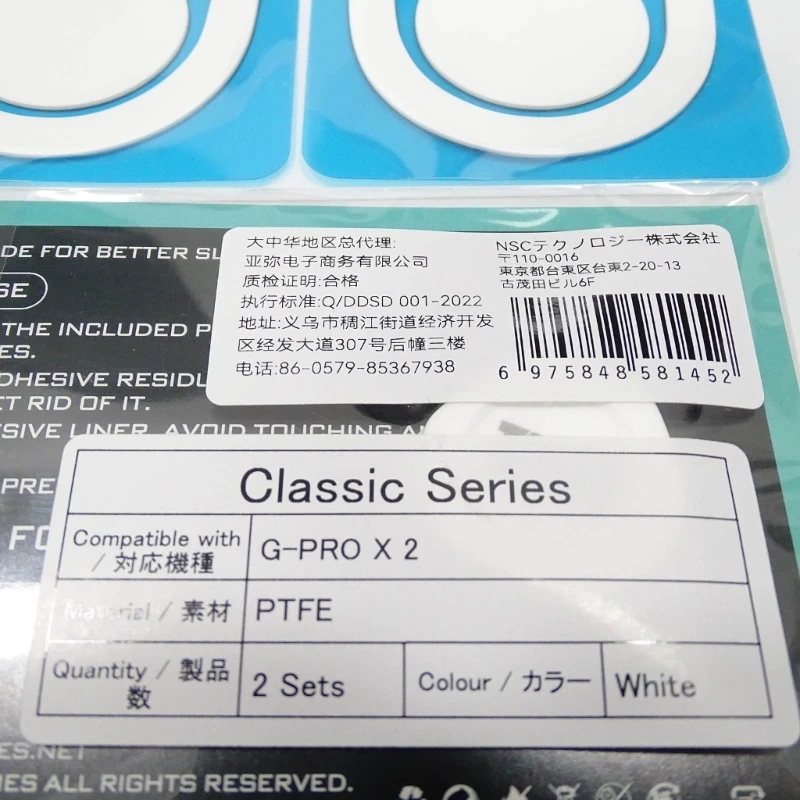 DE FOR BETTER SL
SE
THE INCLUDED P
ES.
DHESIVE RESIDU
ET RID OF IT.
ESIVE LINER, AVOID TOUCHING
PRE
FO
大中华地区总代理:
亚弥电子商务有限公司
质检证明:合格
执行标准:Q/DDSD 001-2022
地址:义乌市稠江街道经济开发
区经发大道307号后幢三楼
电话:86-0579-85367938
NSCテクノロジー株式会社
〒110-0016
東京都台東区台東2-20-13
古茂田ビル6F
6 975848 581452
Classic Series
Compatible with
/ 対応機種
G-PRO X 2
Material / 素材
PTFE
Quantity / 製品
数
2 Sets
Colour / カラー
White
ES.NET
IES ALL RIGHTS RESERVED.